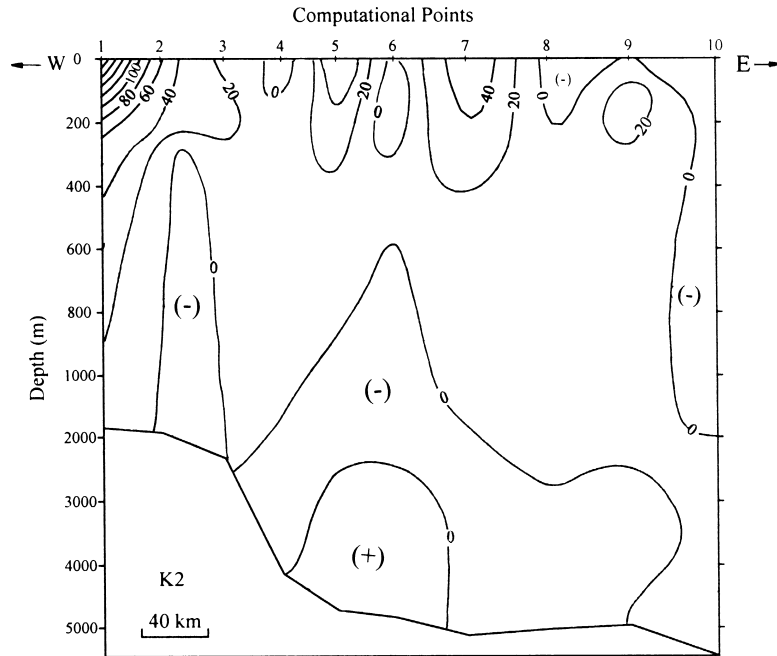 Computational Points
1 2 3 4 5 6 7 8 9 10
← W E →
0 100 80 60 40 20 0 20 0 40 20 0 (-) 20
200
400 0
600 0
(-) (-)
800
1000 (-) 0
2000 0
3000
0
4000 (+)
K2
40 km
5000
Depth (m)